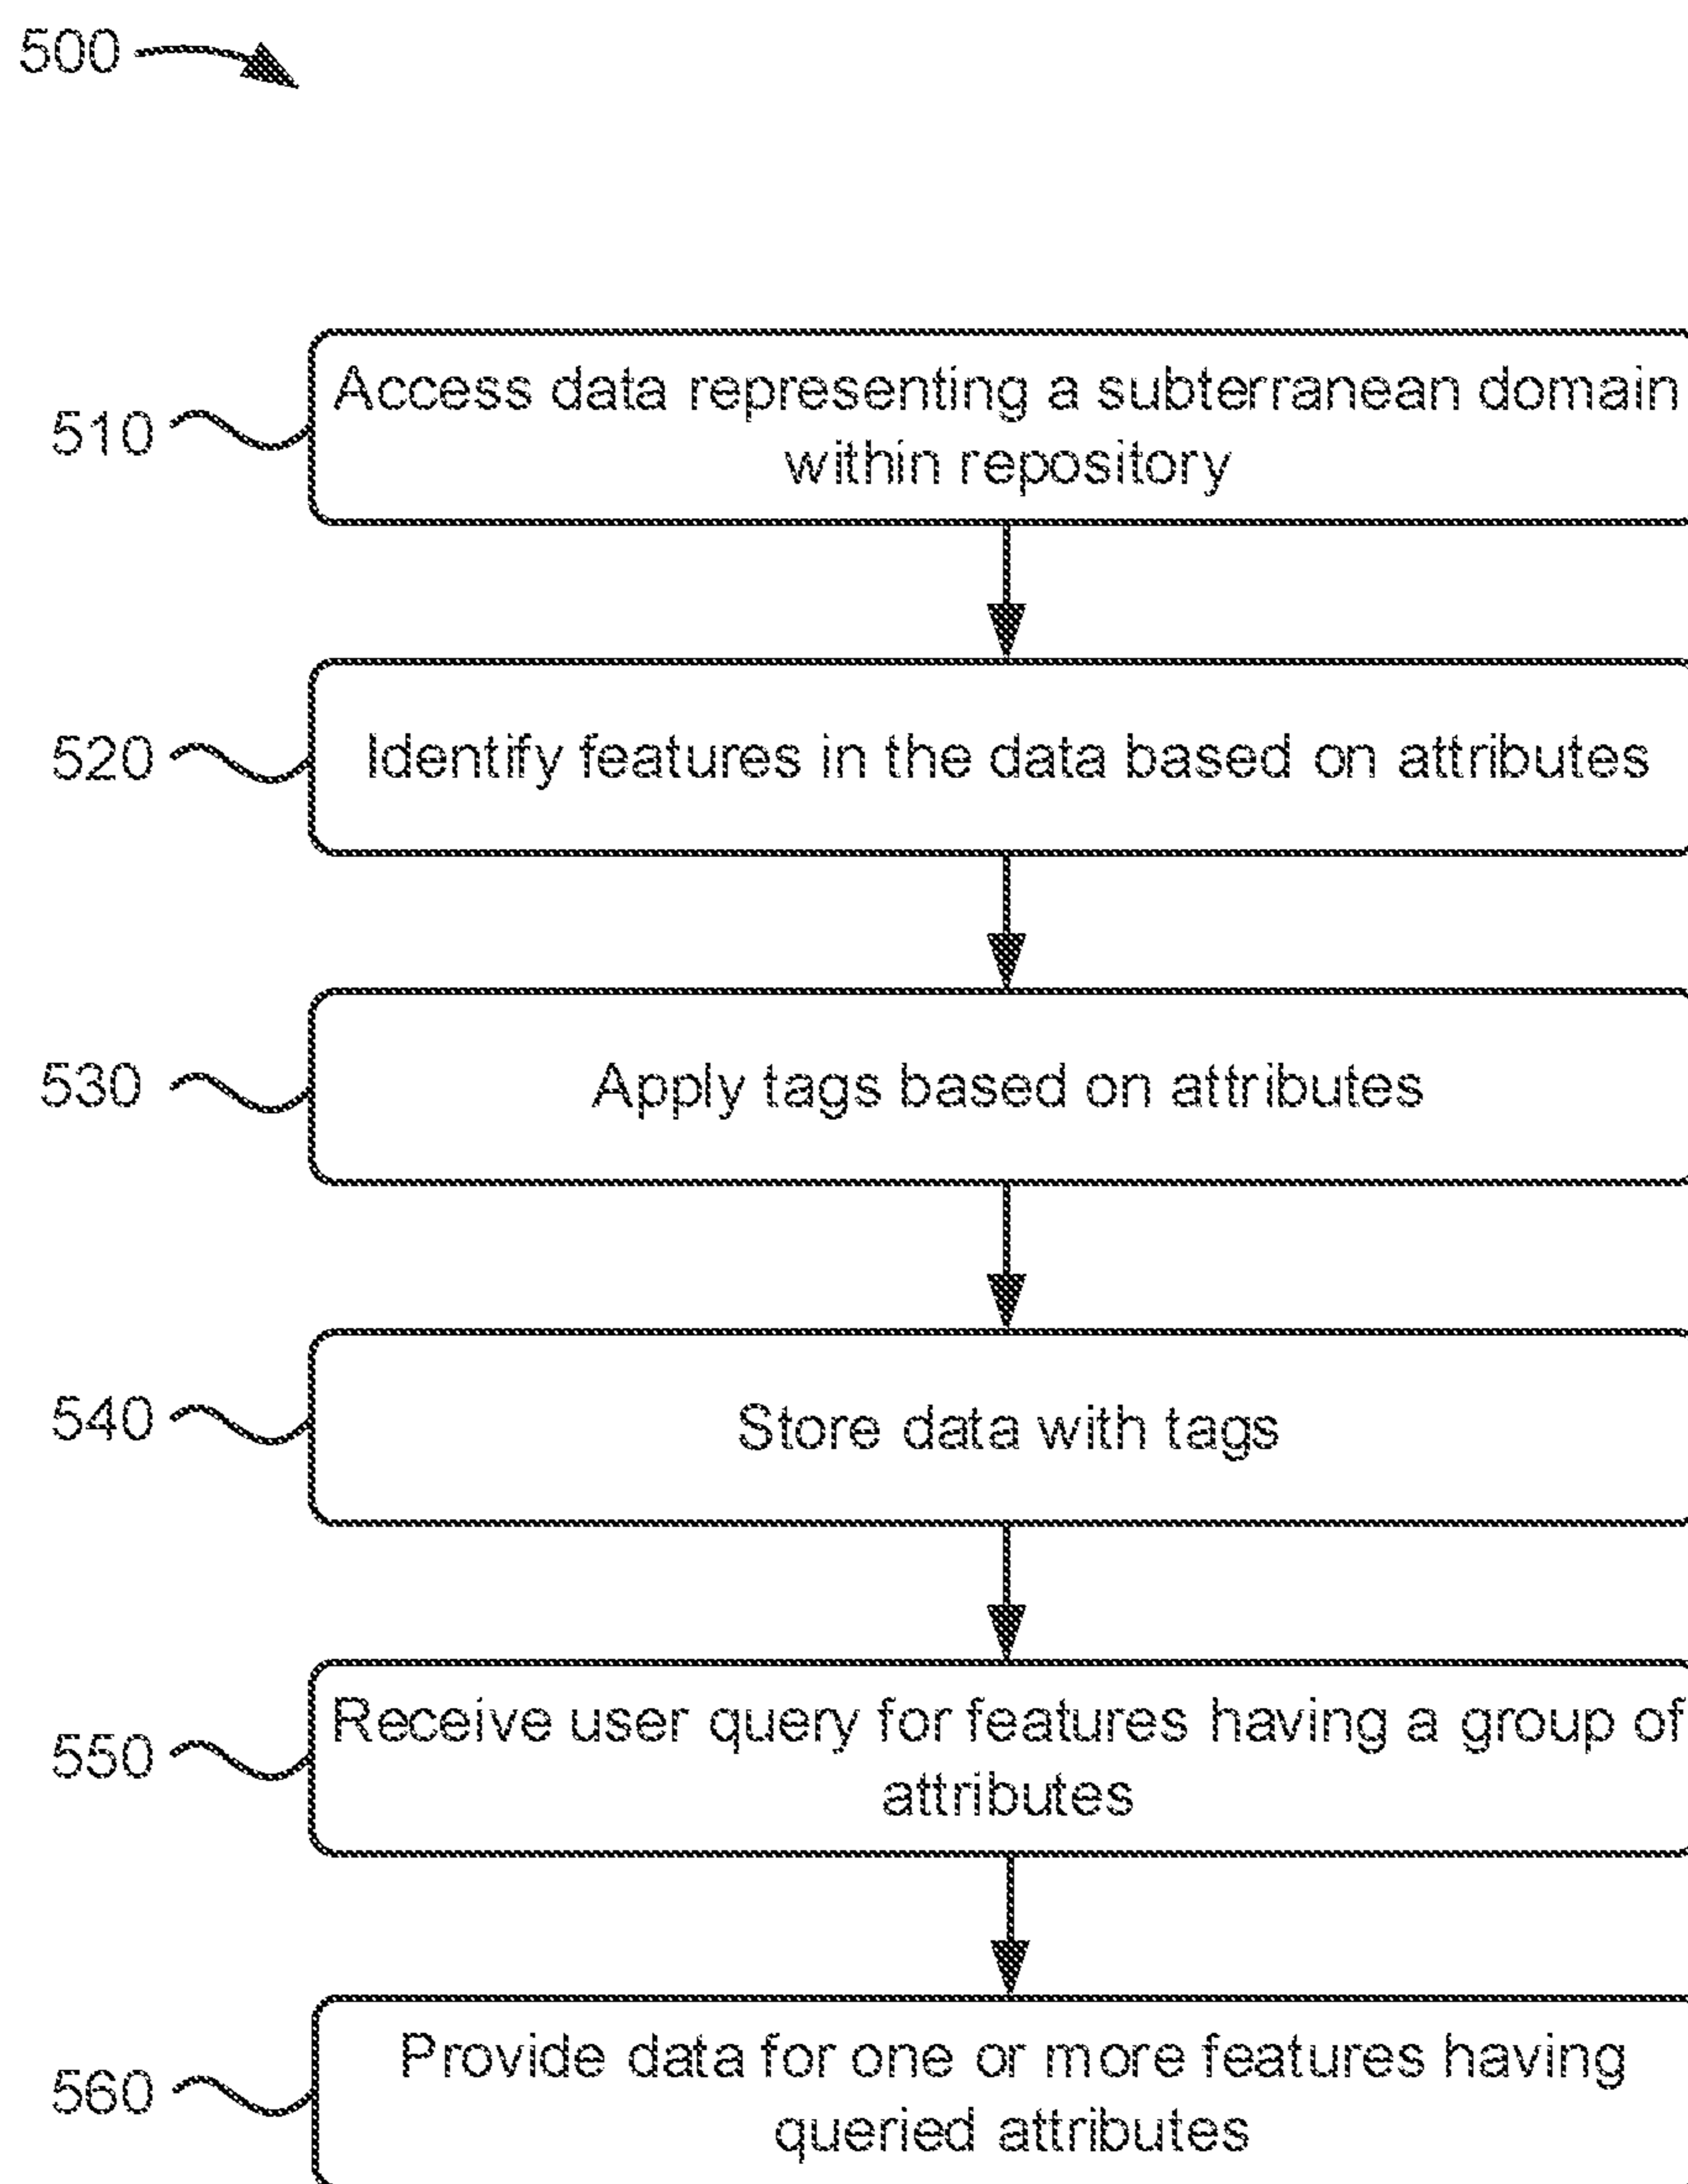 500
510
Access data representing a subterranean domain
within repository
520
Identify features in the data based on attributes
530
Apply tags based on attributes
540
Store data with tags
550
Receive user query for features having a group of
attributes
560
Provide data for one or more features having
queried attributes